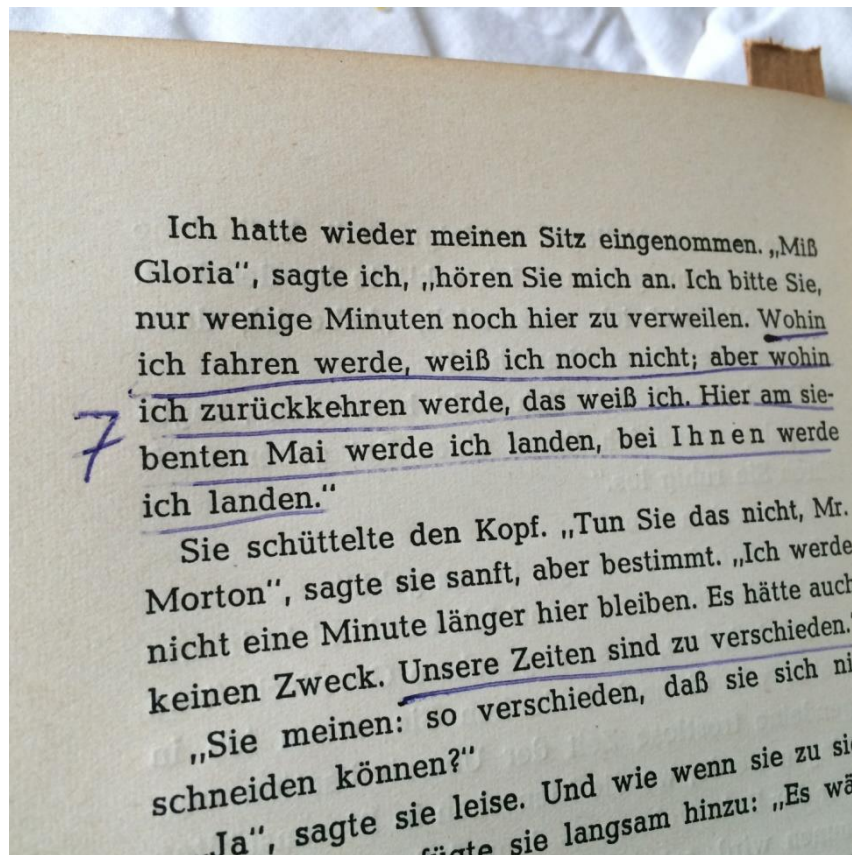 Ich hatte wieder meinen Sitz eingenommen. „Miß
Gloria“, sagte ich, „hören Sie mich an. Ich bitte Sie,
nur wenige Minuten noch hier zu verweilen. Wohin
ich fahren werde, weiß ich noch nicht; aber wohin
ich zurückkehren werde, das weiß ich. Hier am sie-
7
benten Mai werde ich landen, bei Ihnen werde
ich landen.“
Sie schüttelte den Kopf. „Tun Sie das nicht, Mr.
Morton“, sagte sie sanft, aber bestimmt. „Ich werde
nicht eine Minute länger hier bleiben. Es hätte auch
keinen Zweck. Unsere Zeiten sind zu verschieden.“
„Sie meinen: so verschieden, daß sie sich
schneiden können?“
„Ja“, sagte sie leise. Und wie wenn sie zu
sie langsam hinzu: „Es